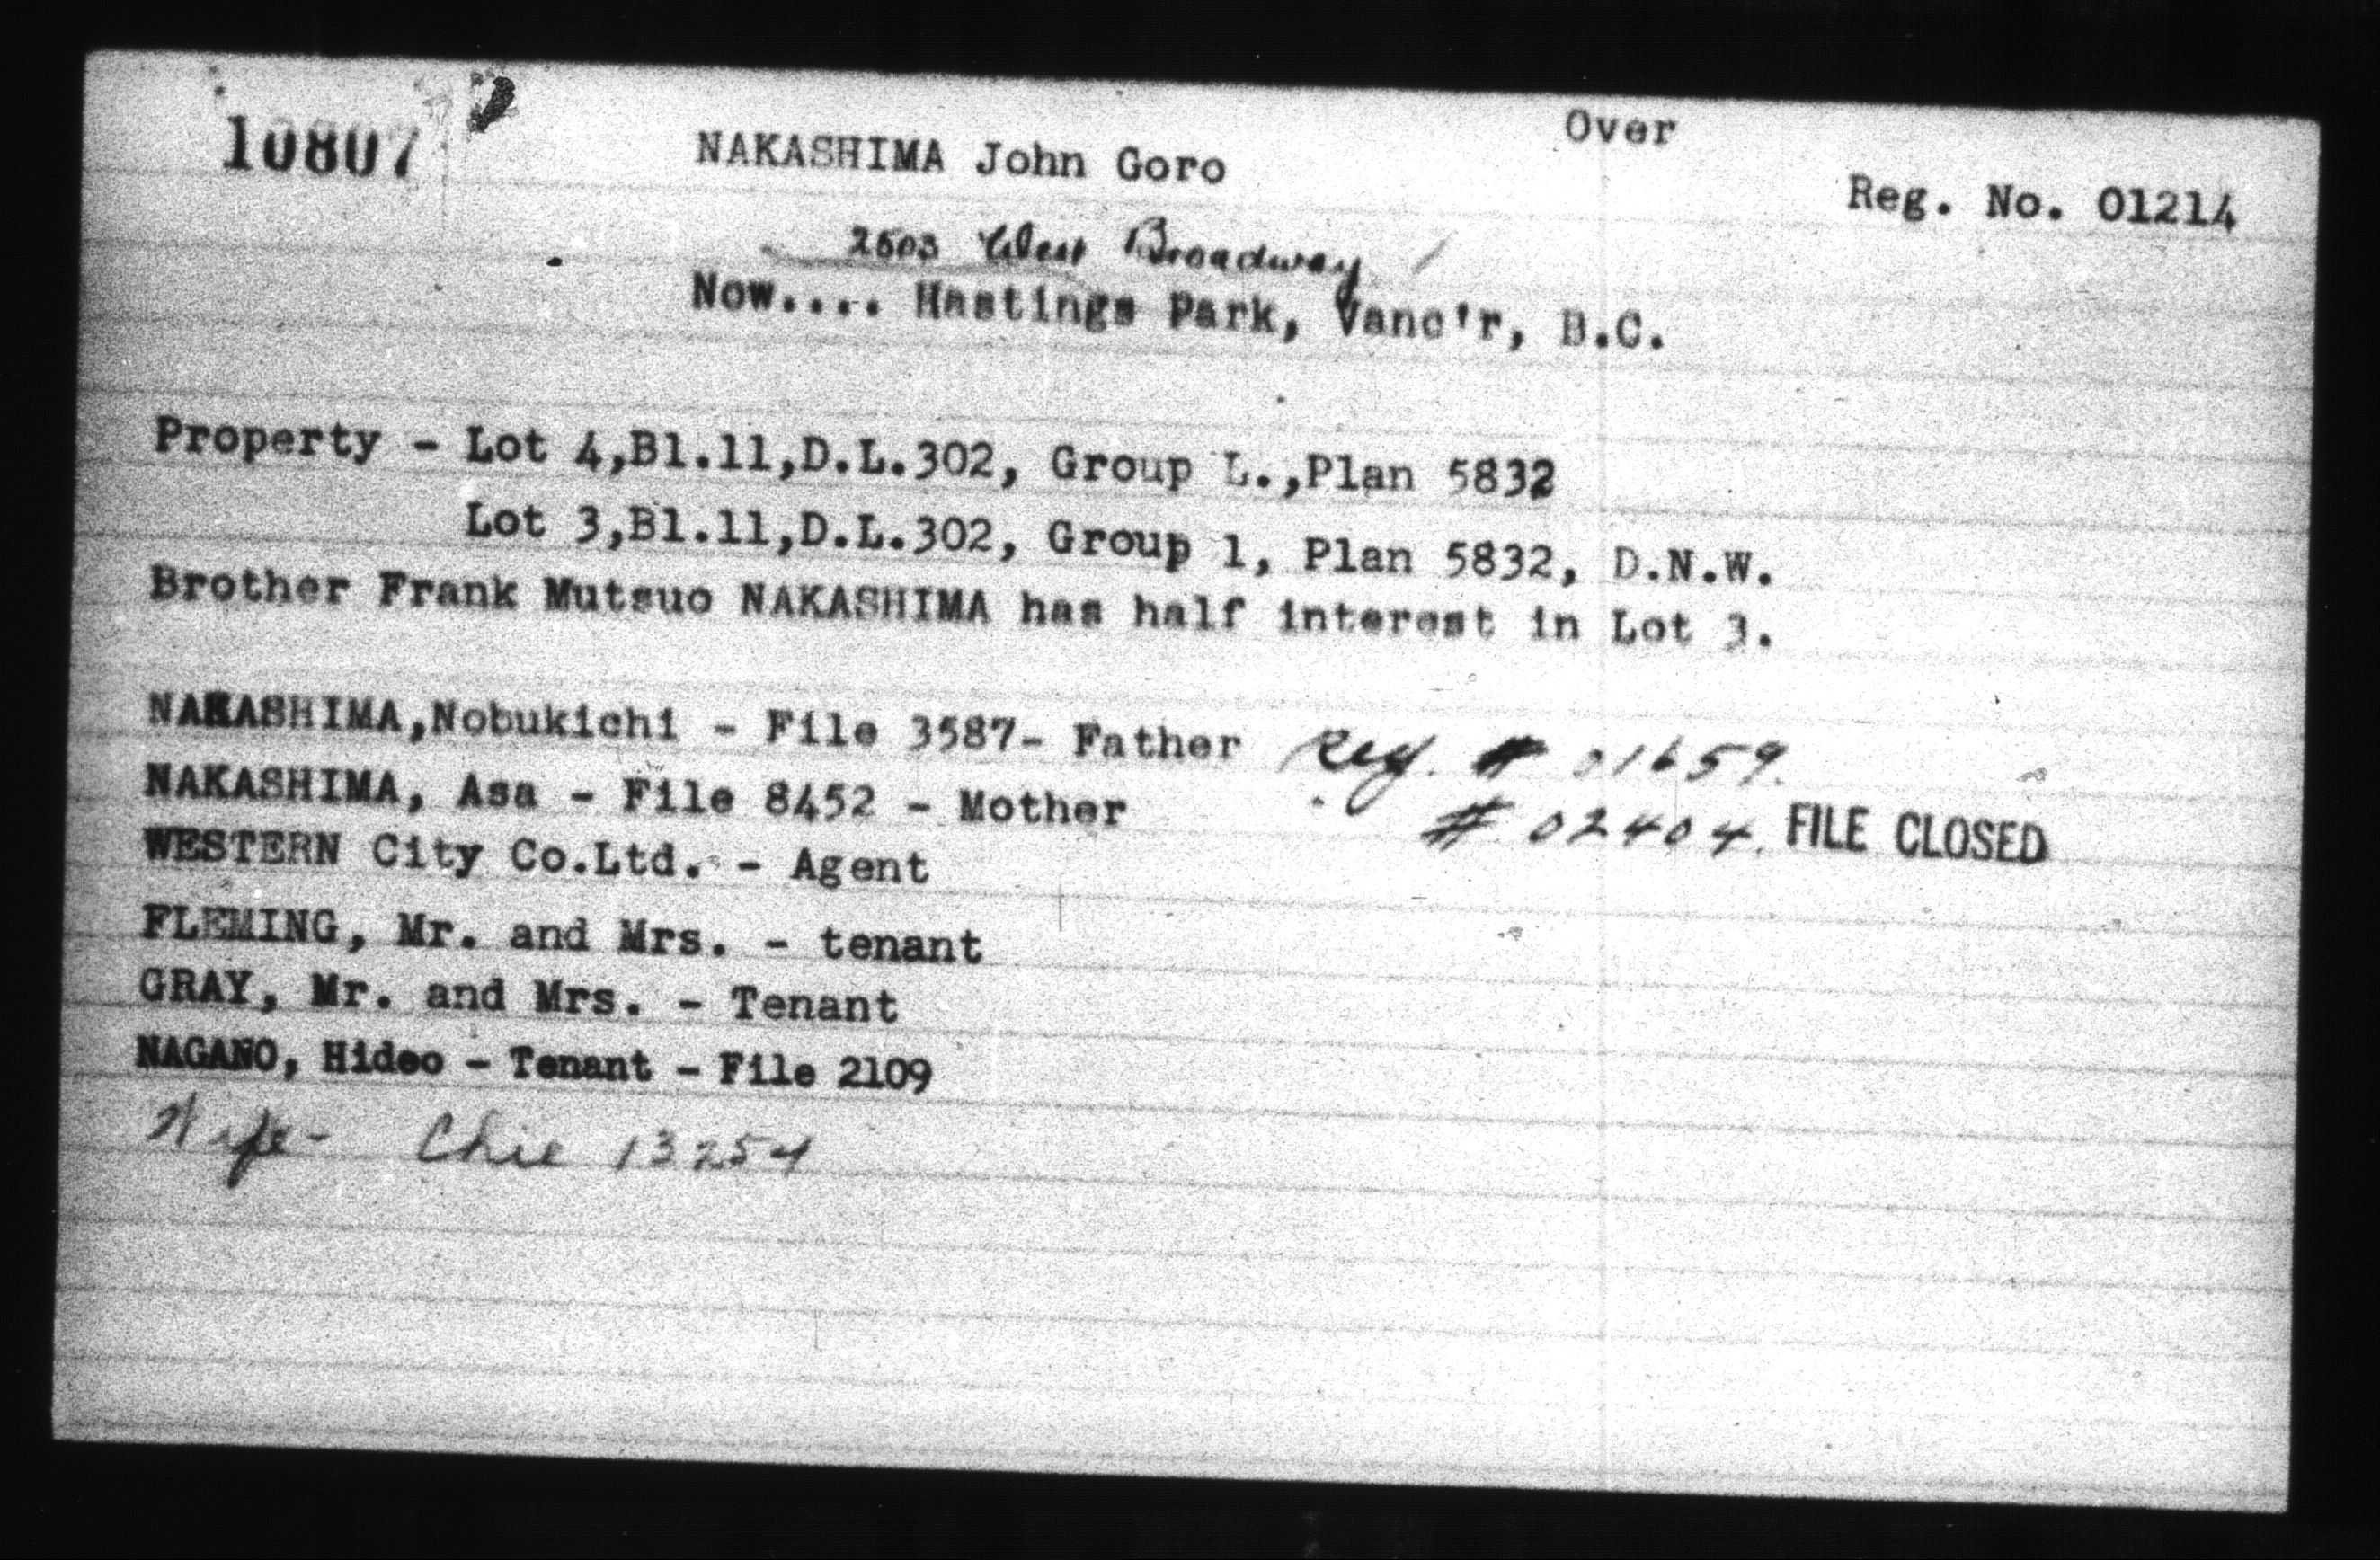 10807
Over
NAKASHIMA John Goro
Reg. No. 01214
2503 West Broadway
Now.... Hastings Park, Vanc'r, B.C.
Property - Lot 4,Bl.11,D.L.302, Group L.,Plan 5832
Lot 3,Bl.11,D.L.302, Group 1, Plan 5832, D.N.W.
Brother Frank Mutsuo NAKASHIMA has half interest in Lot 3.
NAKASHIMA,Nobukichi - File 3587- Father Reg. # 01659.
NAKASHIMA, Asa - File 8452 - Mother # 02404. FILE CLOSED
WESTERN City Co.Ltd. - Agent
FLEMING, Mr. and Mrs. - tenant
GRAY, Mr. and Mrs. - Tenant
NAGANO, Hideo - Tenant - File 2109
Wife- Chie 13254